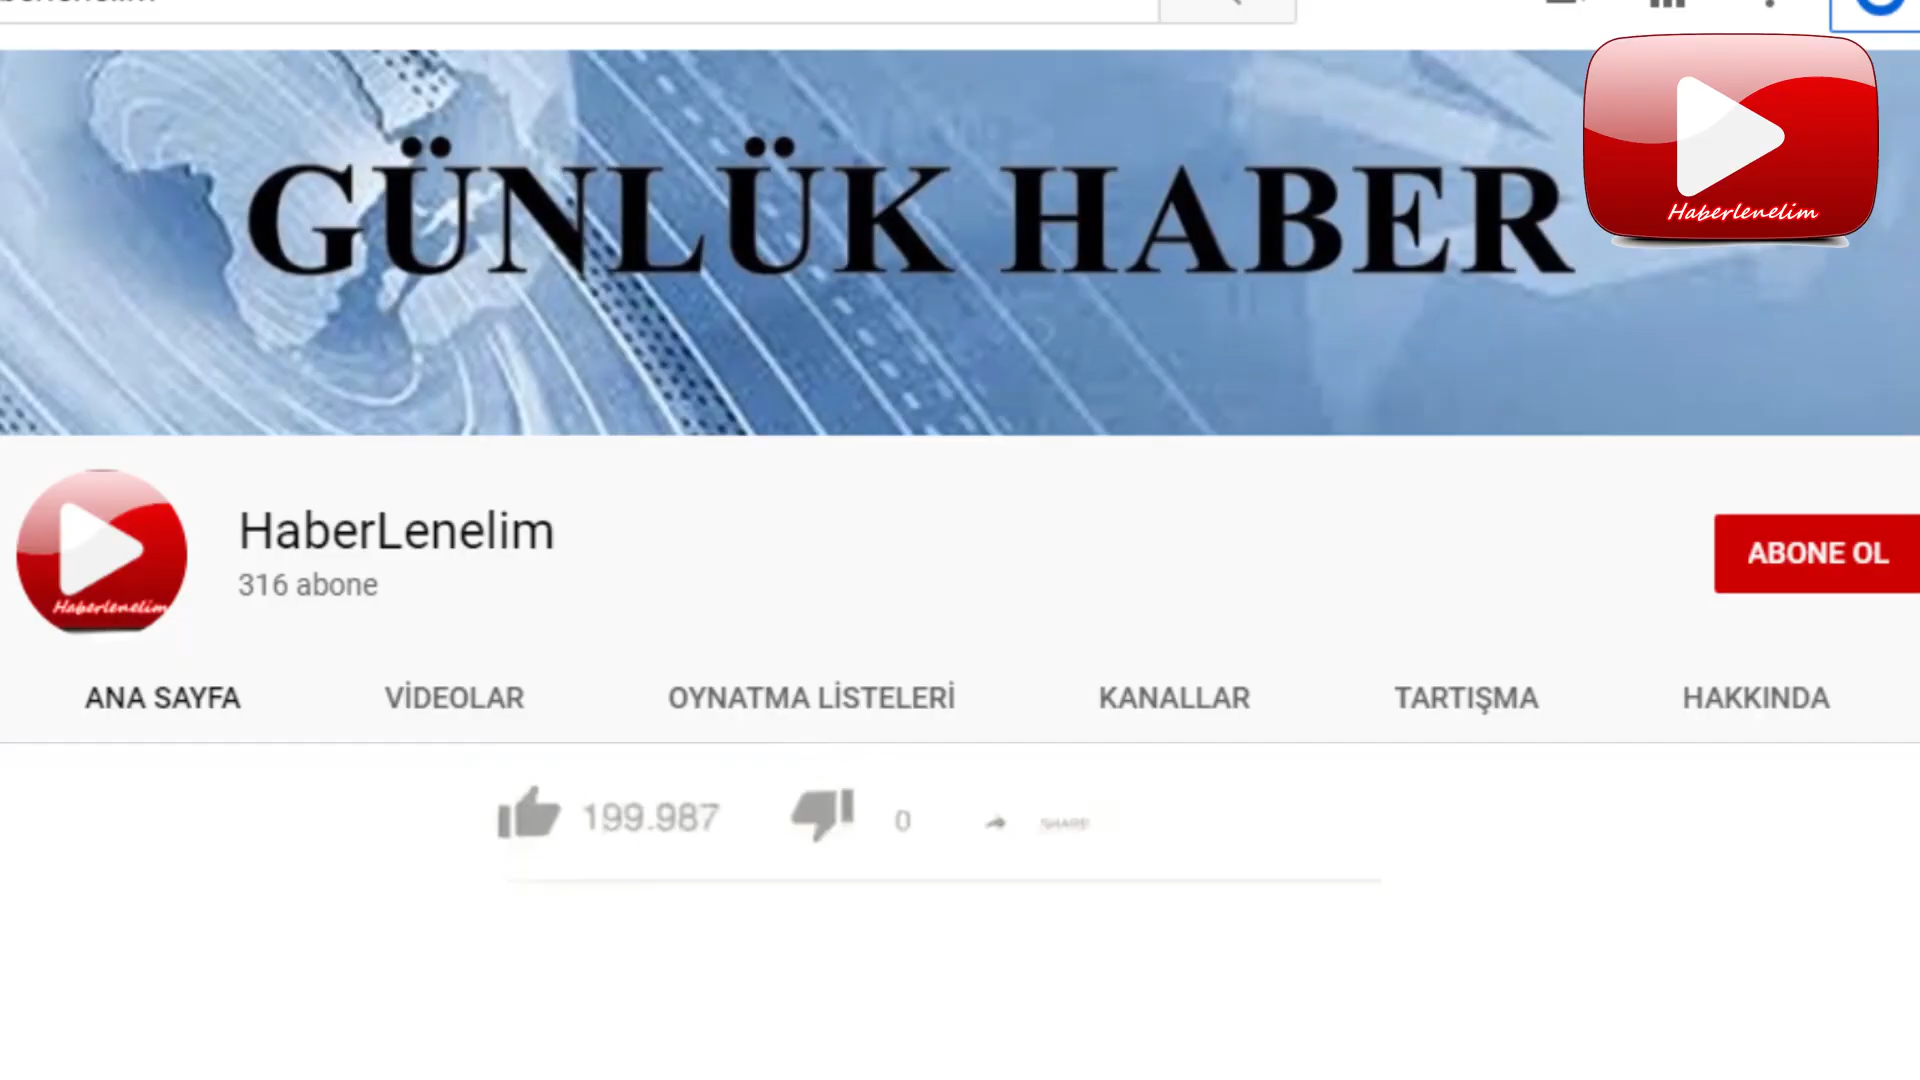 GÜNLÜK HABER
Haberlenelim
HaberLenelim
316 abone
Haberlenelim
ABONE OL
ANA SAYFA VİDEOLAR OYNATMA LİSTELERİ KANALLAR TARTIŞMA HAKKINDA
199.987 0 SHARE